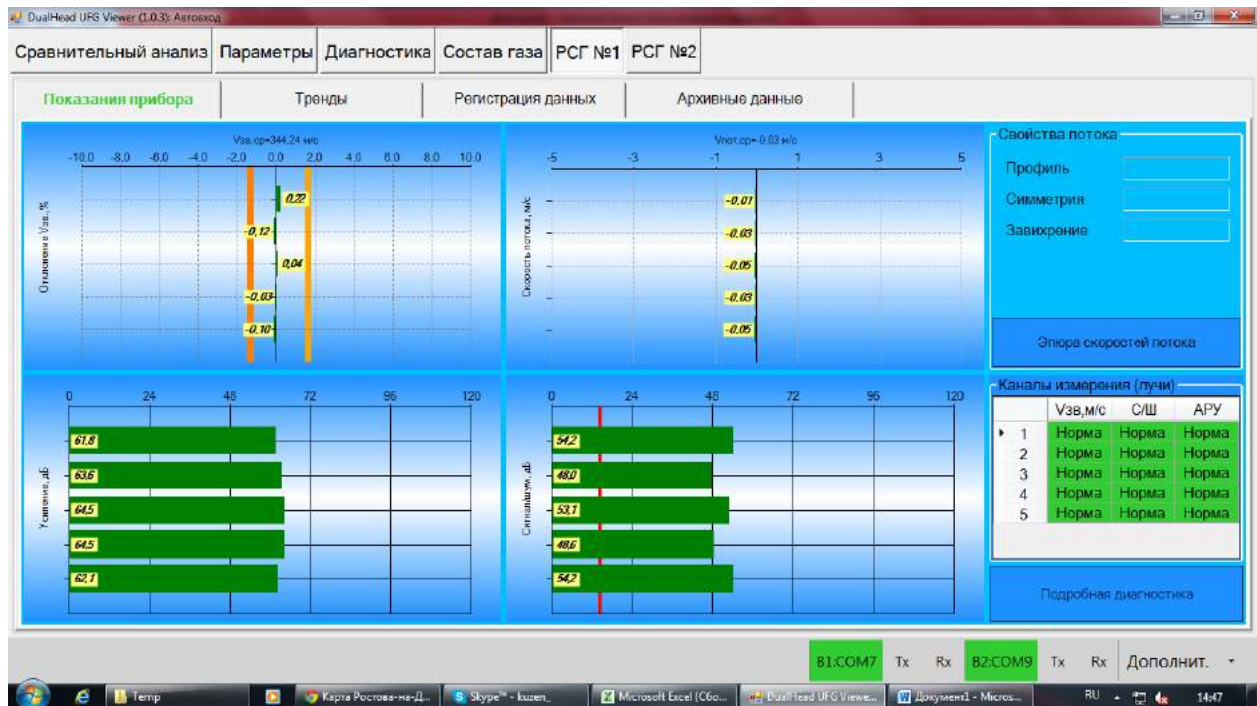 DualHead UFG Viewer (1.0.3): Автовход
Сравнительный анализ Параметры Диагностика Состав газа РСГ №1 РСГ №2
Показания прибора Тренды Регистрация данных Архивные данные
Vзв.ср=344,24 м/с
-10,0 -8,0 -6,0 -4,0 -2,0 0,0 2,0 4,0 6,0 8,0 10,0
Отклонение Vзв.,%
0,22
-0,12
0,04
-0,03
-0,10
Vпот.ср=-0,03 м/с
-5 -3 -1 1 3 5
Скорость потока, м/с
-0,01
-0,03
-0,05
-0,03
-0,05
Свойства потока
Профиль
Симметрия
Завихрение
Эпюра скоростей потока
0 24 48 72 96 120
Усиление, дБ
61,8
63,6
64,5
64,5
62,1
0 24 48 72 96 120
Сигнал/шум, дБ
54,2
48,0
53,1
48,6
54,2
Каналы измерения (лучи)
Vзв,м/с С/Ш АРУ
1 Норма Норма Норма
2 Норма Норма Норма
3 Норма Норма Норма
4 Норма Норма Норма
5 Норма Норма Норма
Подробная диагностика
B1:COM7 Tx Rx B2:COM9 Tx Rx Дополнит.
Temp Карта Ростова-на-Д... Skype™ - kuzen_ Microsoft Excel (Сбо... DualHead UFG Viewe... Документ1 - Micros... RU 14:47